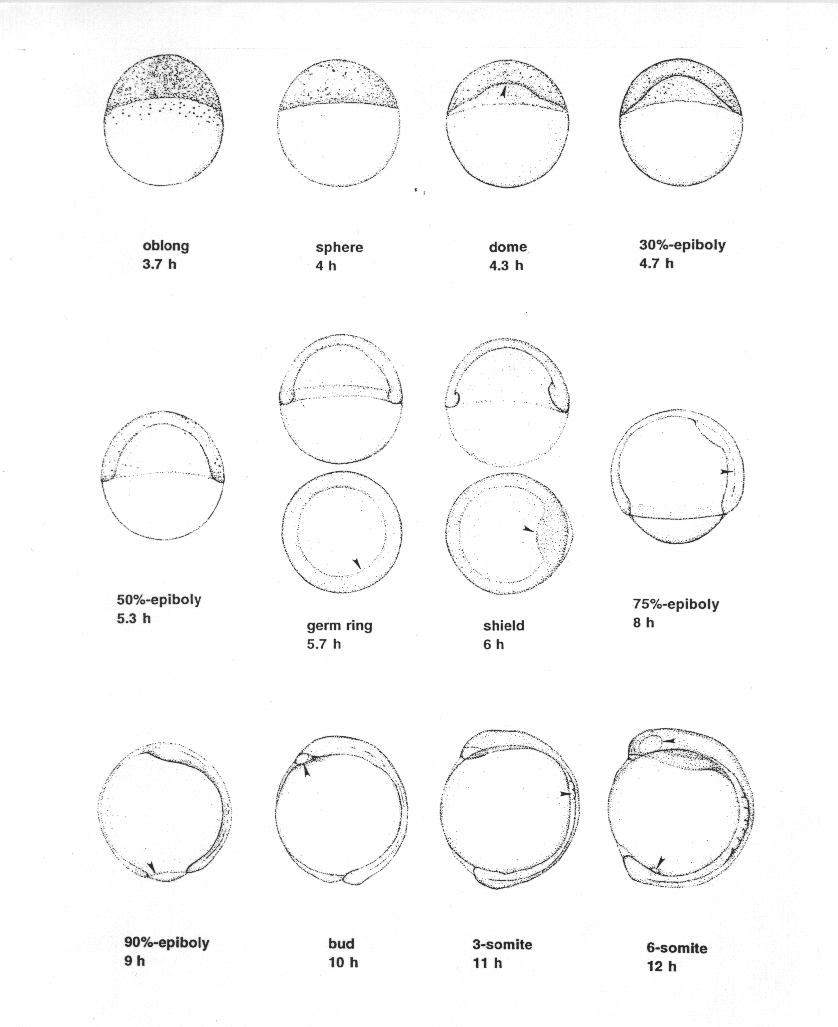 oblong
3.7 h
sphere
4 h
dome
4.3 h
30%-epiboly
4.7 h
50%-epiboly
5.3 h
germ ring
5.7 h
shield
6 h
75%-epiboly
8 h
90%-epiboly
9 h
bud
10 h
3-somite
11 h
6-somite
12 h